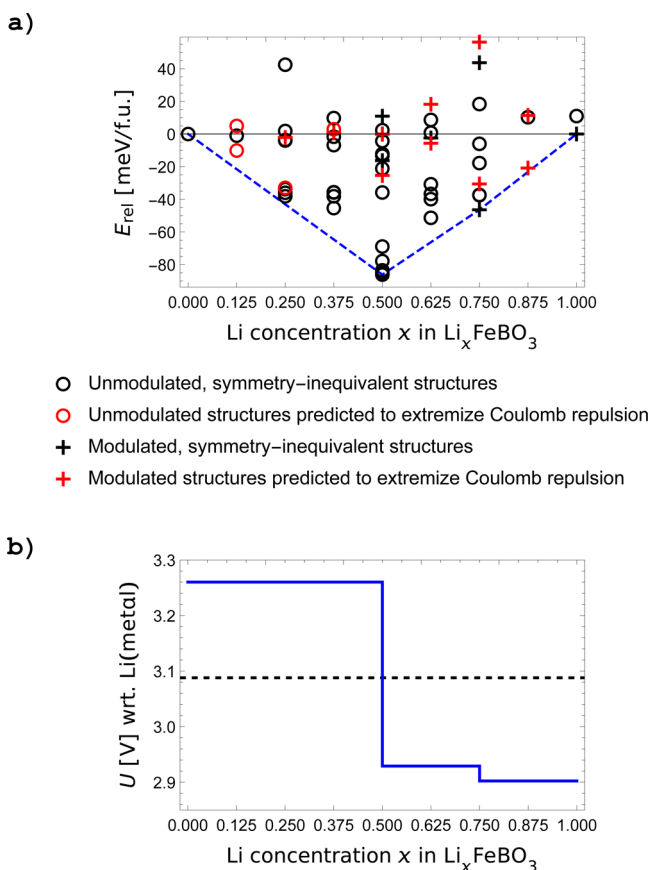 a)
40
20
0
−20
−40
−60
−80
E_rel [meV/f.u.]
0.000 0.125 0.250 0.375 0.500 0.625 0.750 0.875 1.000
Li concentration x in Li_xFeBO_3
Unmodulated, symmetry−inequivalent structures
Unmodulated structures predicted to extremize Coulomb repulsion
Modulated, symmetry−inequivalent structures
Modulated structures predicted to extremize Coulomb repulsion
b)
3.3
3.2
3.1
3.0
2.9
U [V] wrt. Li(metal)
0.000 0.125 0.250 0.375 0.500 0.625 0.750 0.875 1.000
Li concentration x in Li_xFeBO_3